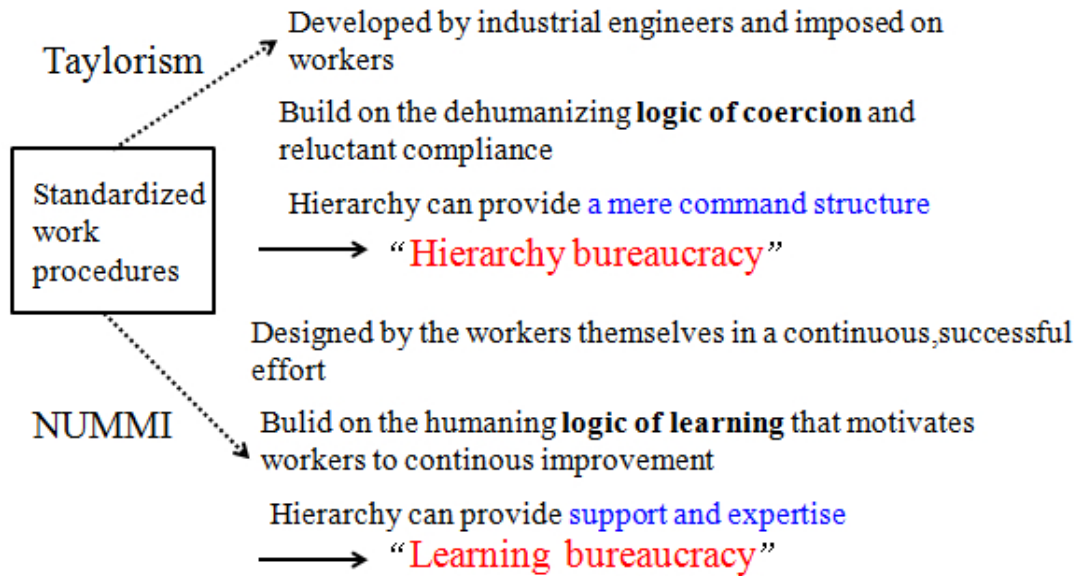 Taylorism
Developed by industrial engineers and imposed on
workers
Build on the dehumanizing logic of coercion and
reluctant compliance
Hierarchy can provide a mere command structure
“Hierarchy bureaucracy”
Standardized
work
procedures
NUMMI
Designed by the workers themselves in a continuous,successful
effort
Bulid on the humaning logic of learning that motivates
workers to continous improvement
Hierarchy can provide support and expertise
“Learning bureaucracy”